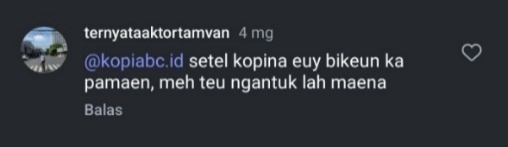 ternyataaktortamvan 4 mg
@kopiabc.id setel kopina euy bikeun ka
pamaen, meh teu ngantuk lah maena
Balas